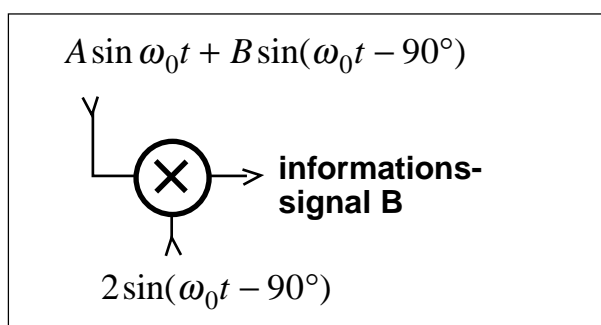 A sin ω₀t + B sin(ω₀t − 90°)
informations-
signal B
2 sin(ω₀t − 90°)